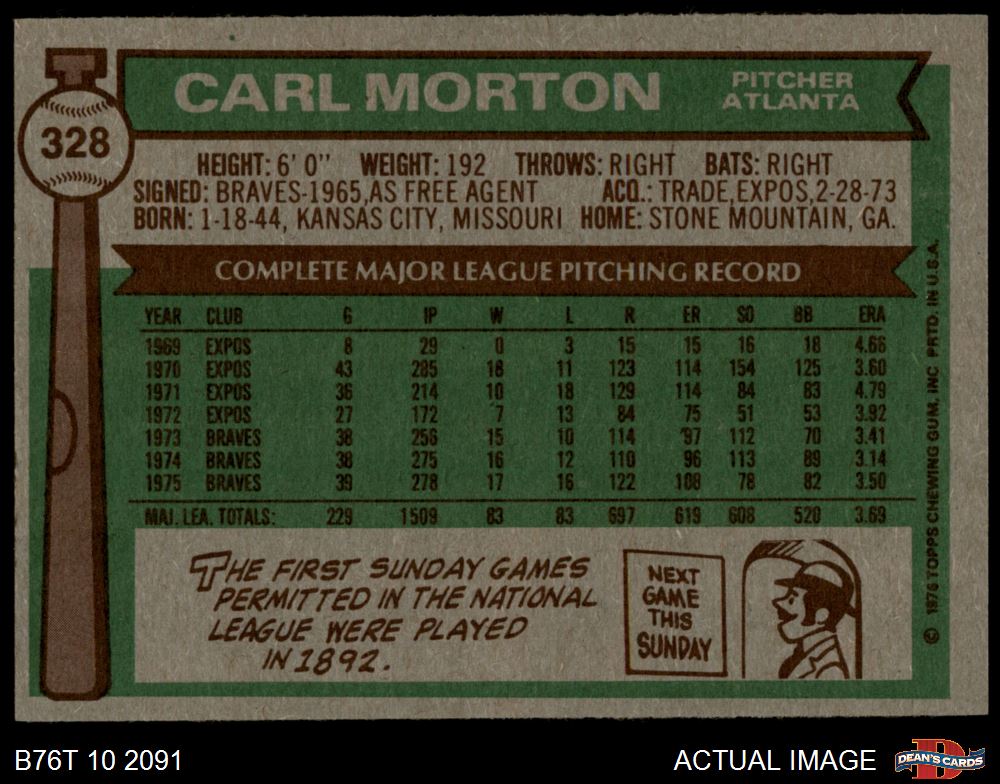 CARL MORTON
PITCHER
ATLANTA
328
HEIGHT: 6' 0" WEIGHT: 192 THROWS: RIGHT BATS: RIGHT
SIGNED: BRAVES-1965, AS FREE AGENT ACQ.: TRADE, EXPOS, 2-28-73
BORN: 1-18-44, KANSAS CITY, MISSOURI HOME: STONE MOUNTAIN, GA.
COMPLETE MAJOR LEAGUE PITCHING RECORD
YEAR CLUB G IP W L R ER SO BB ERA
1969 EXPOS 8 29 0 3 15 15 16 18 4.66
1970 EXPOS 43 285 18 11 123 114 154 125 3.60
1971 EXPOS 36 214 10 18 129 114 84 83 4.79
1972 EXPOS 27 172 7 13 84 75 51 53 3.92
1973 BRAVES 38 256 15 10 114 97 112 70 3.41
1974 BRAVES 38 275 16 12 110 96 113 89 3.14
1975 BRAVES 39 278 17 16 122 108 78 82 3.50
MAJ. LEA. TOTALS: 229 1509 83 83 697 619 608 520 3.69
THE FIRST SUNDAY GAMES
PERMITTED IN THE NATIONAL
LEAGUE WERE PLAYED
IN 1892.
NEXT
GAME
THIS
SUNDAY
© 1976 TOPPS CHEWING GUM, INC PRTD. IN U.S.A.
B76T 10 2091
ACTUAL IMAGE
D
DEAN'S CARDS